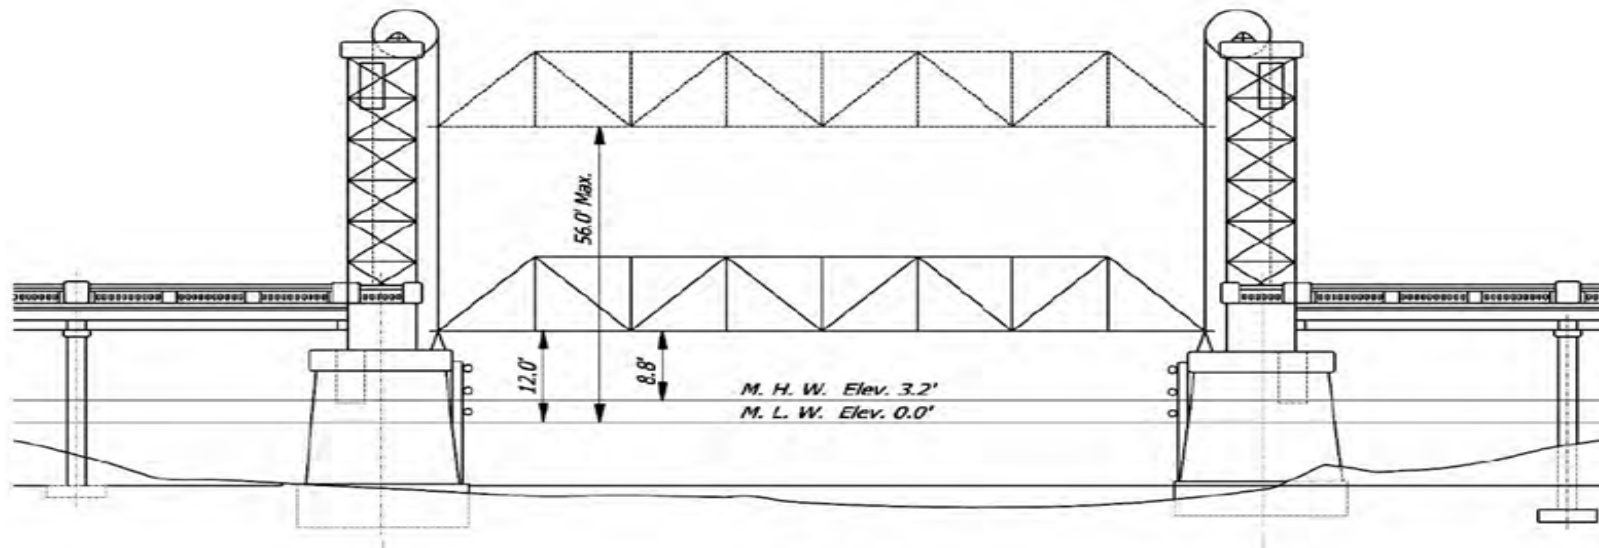 56.0' Max.
12.0'
8.8'
M. H. W. Elev. 3.2'
M. L. W. Elev. 0.0'